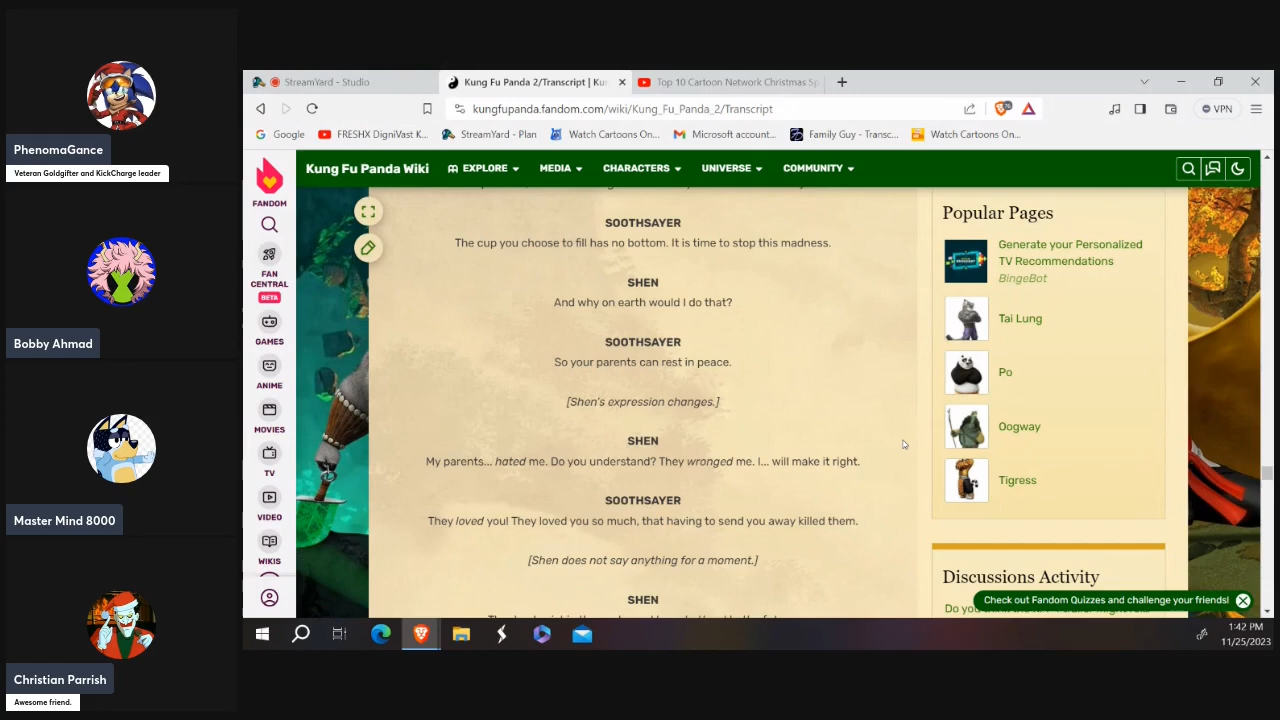 PhenomaGance
Veteran Goldgifter and KickCharge leader
Bobby Ahmad
Master Mind 8000
Christian Parrish
Awesome friend.
StreamYard - Studio
Kung Fu Panda 2/Transcript | Ku
Top 10 Cartoon Network Christmas Sp
kungfupanda.fandom.com/wiki/Kung_Fu_Panda_2/Transcript
VPN
Google
FRESHX DigniVast K...
StreamYard - Plan
Watch Cartoons On...
Microsoft account...
Family Guy - Transc...
Watch Cartoons On...
Kung Fu Panda Wiki
EXPLORE
MEDIA
CHARACTERS
UNIVERSE
COMMUNITY
FANDOM
FAN
CENTRAL
BETA
GAMES
ANIME
MOVIES
TV
VIDEO
WIKIS
SOOTHSAYER
The cup you choose to fill has no bottom. It is time to stop this madness.
SHEN
And why on earth would I do that?
SOOTHSAYER
So your parents can rest in peace.
[Shen's expression changes.]
SHEN
My parents... hated me. Do you understand? They wronged me. I... will make it right.
SOOTHSAYER
They loved you! They loved you so much, that having to send you away killed them.
[Shen does not say anything for a moment.]
SHEN
Popular Pages
Generate your Personalized
TV Recommendations
BingeBot
Tai Lung
Po
Oogway
Tigress
Discussions Activity
Do you
Check out Fandom Quizzes and challenge your friends!
1:42 PM
11/25/2023